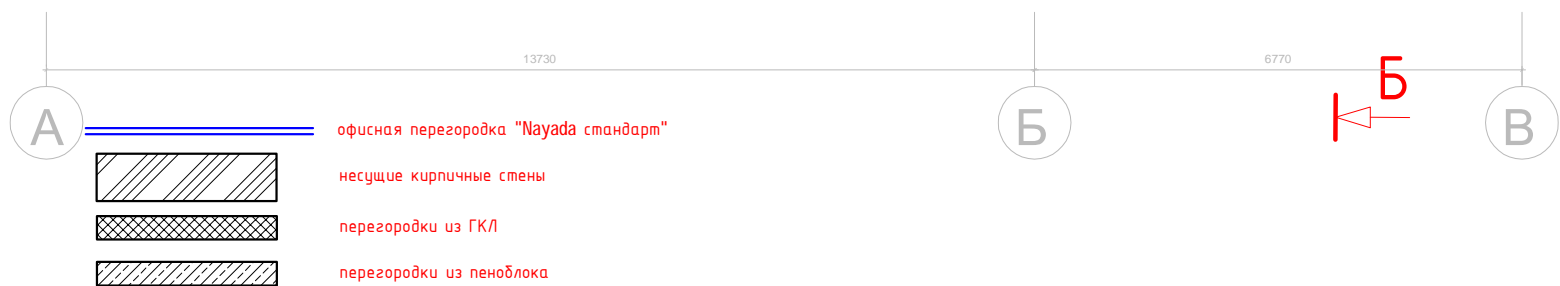 13730
6770
Б
А
Б
В
офисная перегородка "Nayada стандарт"
несущие кирпичные стены
перегородки из ГКЛ
перегородки из пеноблока